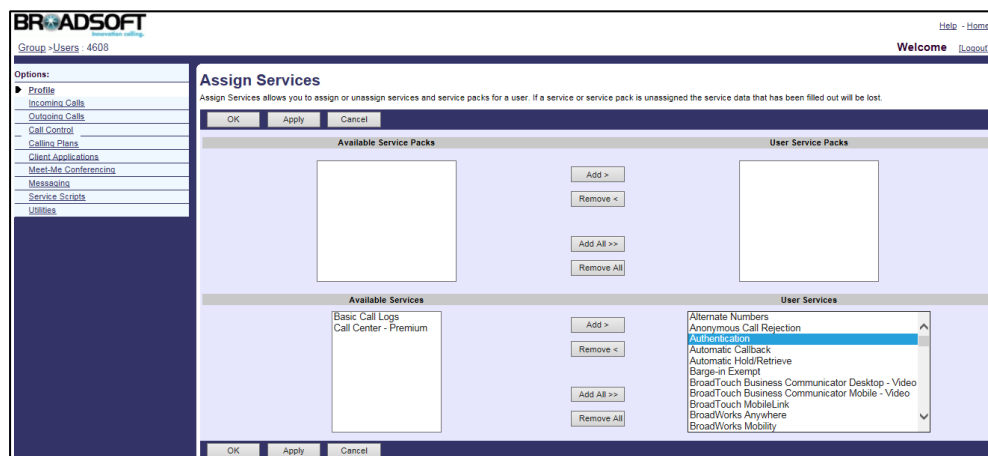 BROADSOFT
innovation calling.
Help - Home
Group >Users : 4608
Welcome [Logout]
Options:
Profile
Incoming Calls
Outgoing Calls
Call Control
Calling Plans
Client Applications
Meet-Me Conferencing
Messaging
Service Scripts
Utilities
Assign Services
Assign Services allows you to assign or unassign services and service packs for a user. If a service or service pack is unassigned the service data that has been filled out will be lost.
OK Apply Cancel
Available Service Packs User Service Packs
Add >
Remove <
Add All >>
Remove All
Available Services User Services
Basic Call Logs
Call Center - Premium
Add >
Remove <
Add All >>
Remove All
Alternate Numbers
Anonymous Call Rejection
Authentication
Automatic Callback
Automatic Hold/Retrieve
Barge-in Exempt
BroadTouch Business Communicator Desktop - Video
BroadTouch Business Communicator Mobile - Video
BroadTouch MobileLink
BroadWorks Anywhere
BroadWorks Mobility
OK Apply Cancel